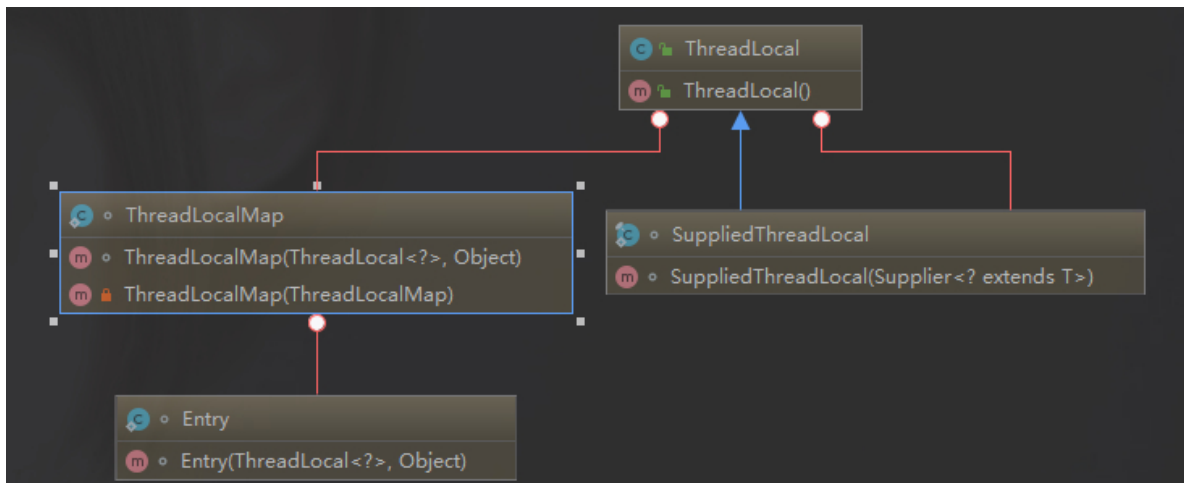 ThreadLocal
ThreadLocal()
ThreadLocalMap
ThreadLocalMap(ThreadLocal<?>, Object)
ThreadLocalMap(ThreadLocalMap)
SuppliedThreadLocal
SuppliedThreadLocal(Supplier<? extends T>)
Entry
Entry(ThreadLocal<?>, Object)